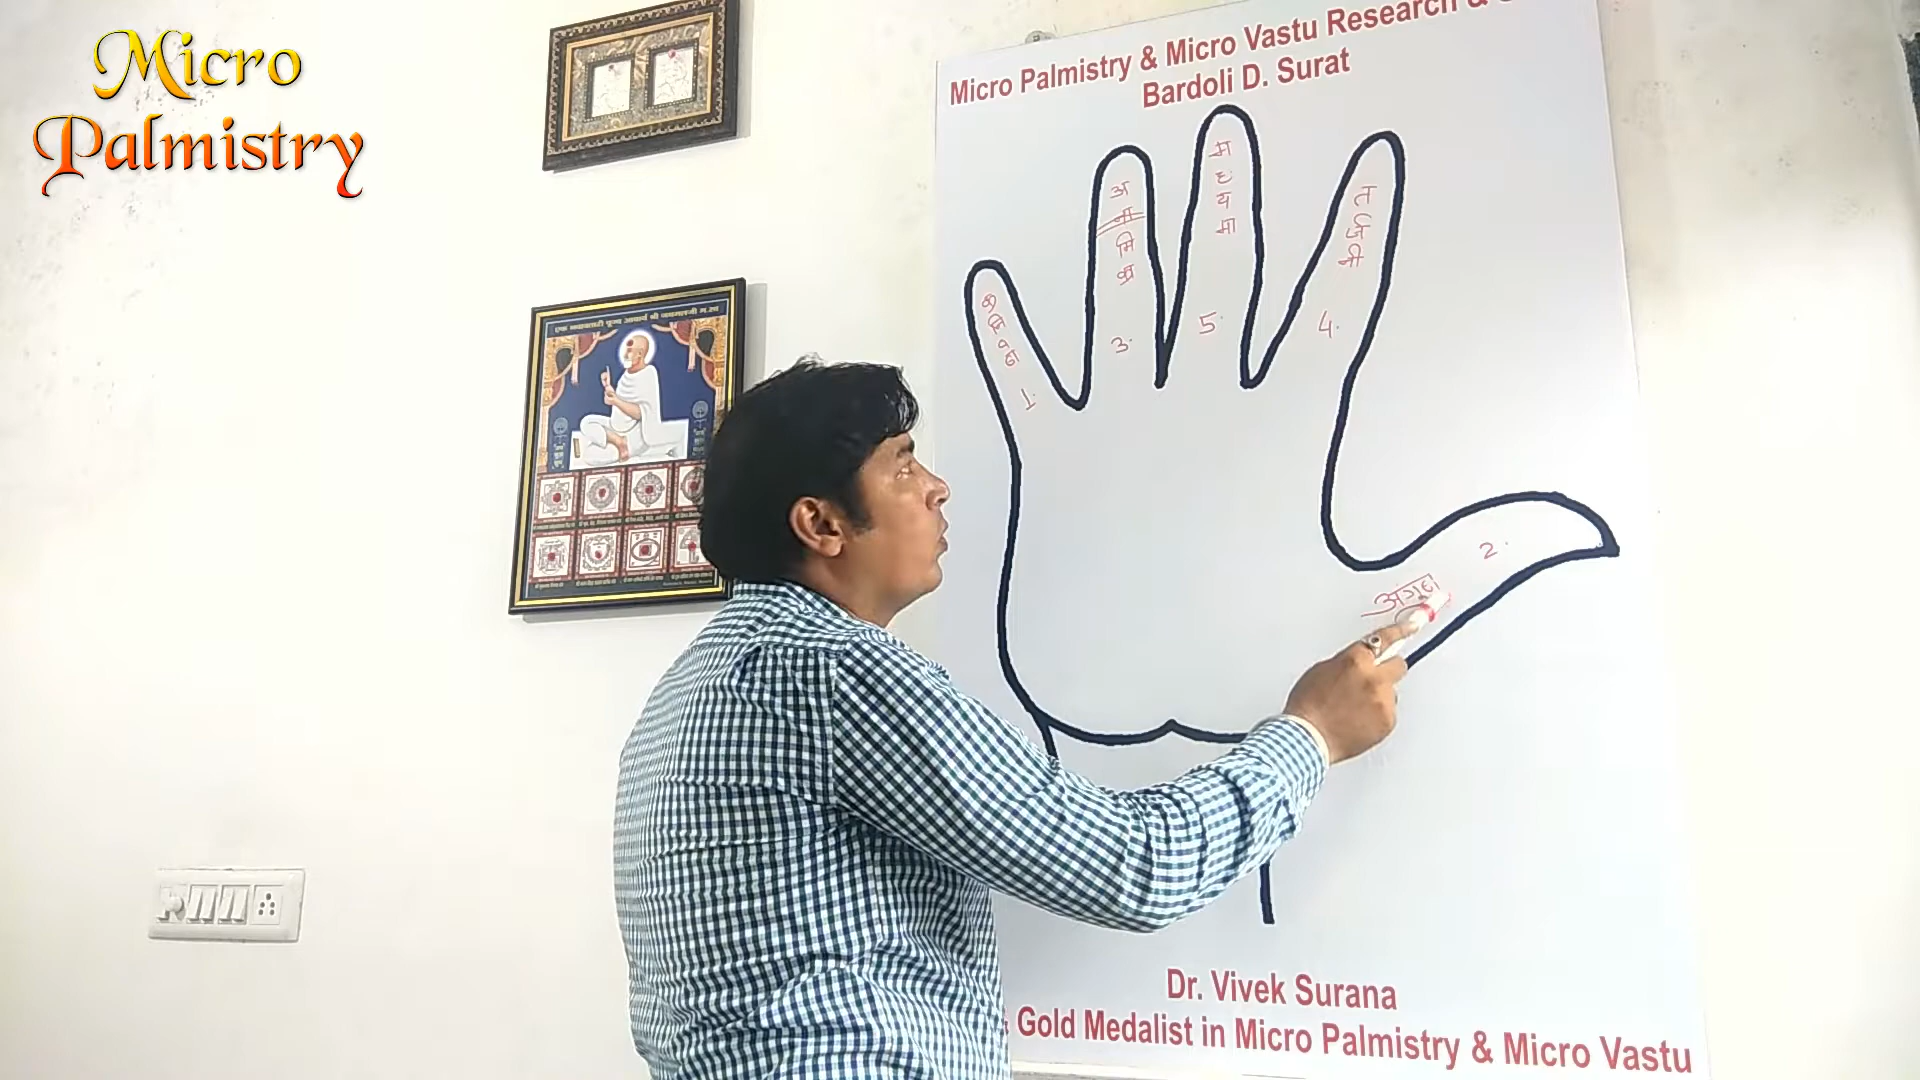 Micro
Palmistry
Micro Palmistry & Micro Vastu Research &
Bardoli D. Surat
अनामिका
3.
मध्यमा
5.
तर्जनी
4.
1.
2.
अंगूठा
Dr. Vivek Surana
Gold Medalist in Micro Palmistry & Micro Vastu